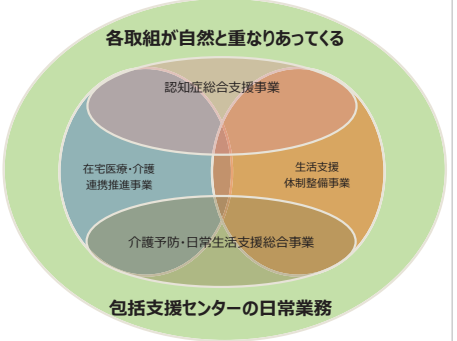 各取組が自然と重なりあってくる
認知症総合支援事業
在宅医療・介護
連携推進事業
生活支援
体制整備事業
介護予防・日常生活支援総合事業
包括支援センターの日常業務